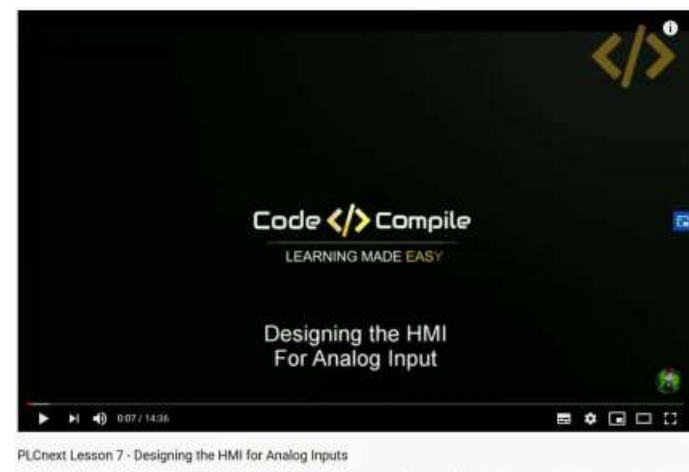 </>
Code </> Compile
LEARNING MADE EASY
Designing the HMI
For Analog Input
0:07 / 14:36
PLCnext Lesson 7 - Designing the HMI for Analog Inputs